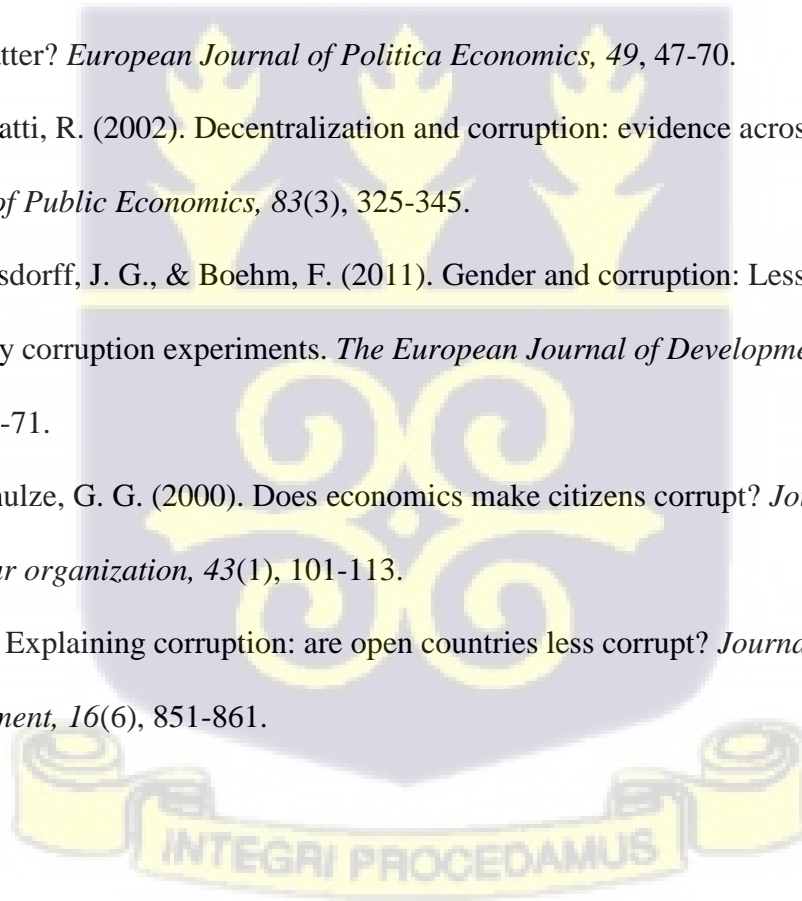 tter? European Journal of Politica Economics, 49, 47-70.
atti, R. (2002). Decentralization and corruption: evidence acros
of Public Economics, 83(3), 325-345.
sdorff, J. G., & Boehm, F. (2011). Gender and corruption: Less
y corruption experiments. The European Journal of Developme
-71.
hulze, G. G. (2000). Does economics make citizens corrupt? Jou
ur organization, 43(1), 101-113.
Explaining corruption: are open countries less corrupt? Journa
ment, 16(6), 851-861.
INTEGRI PROCEDAMUS